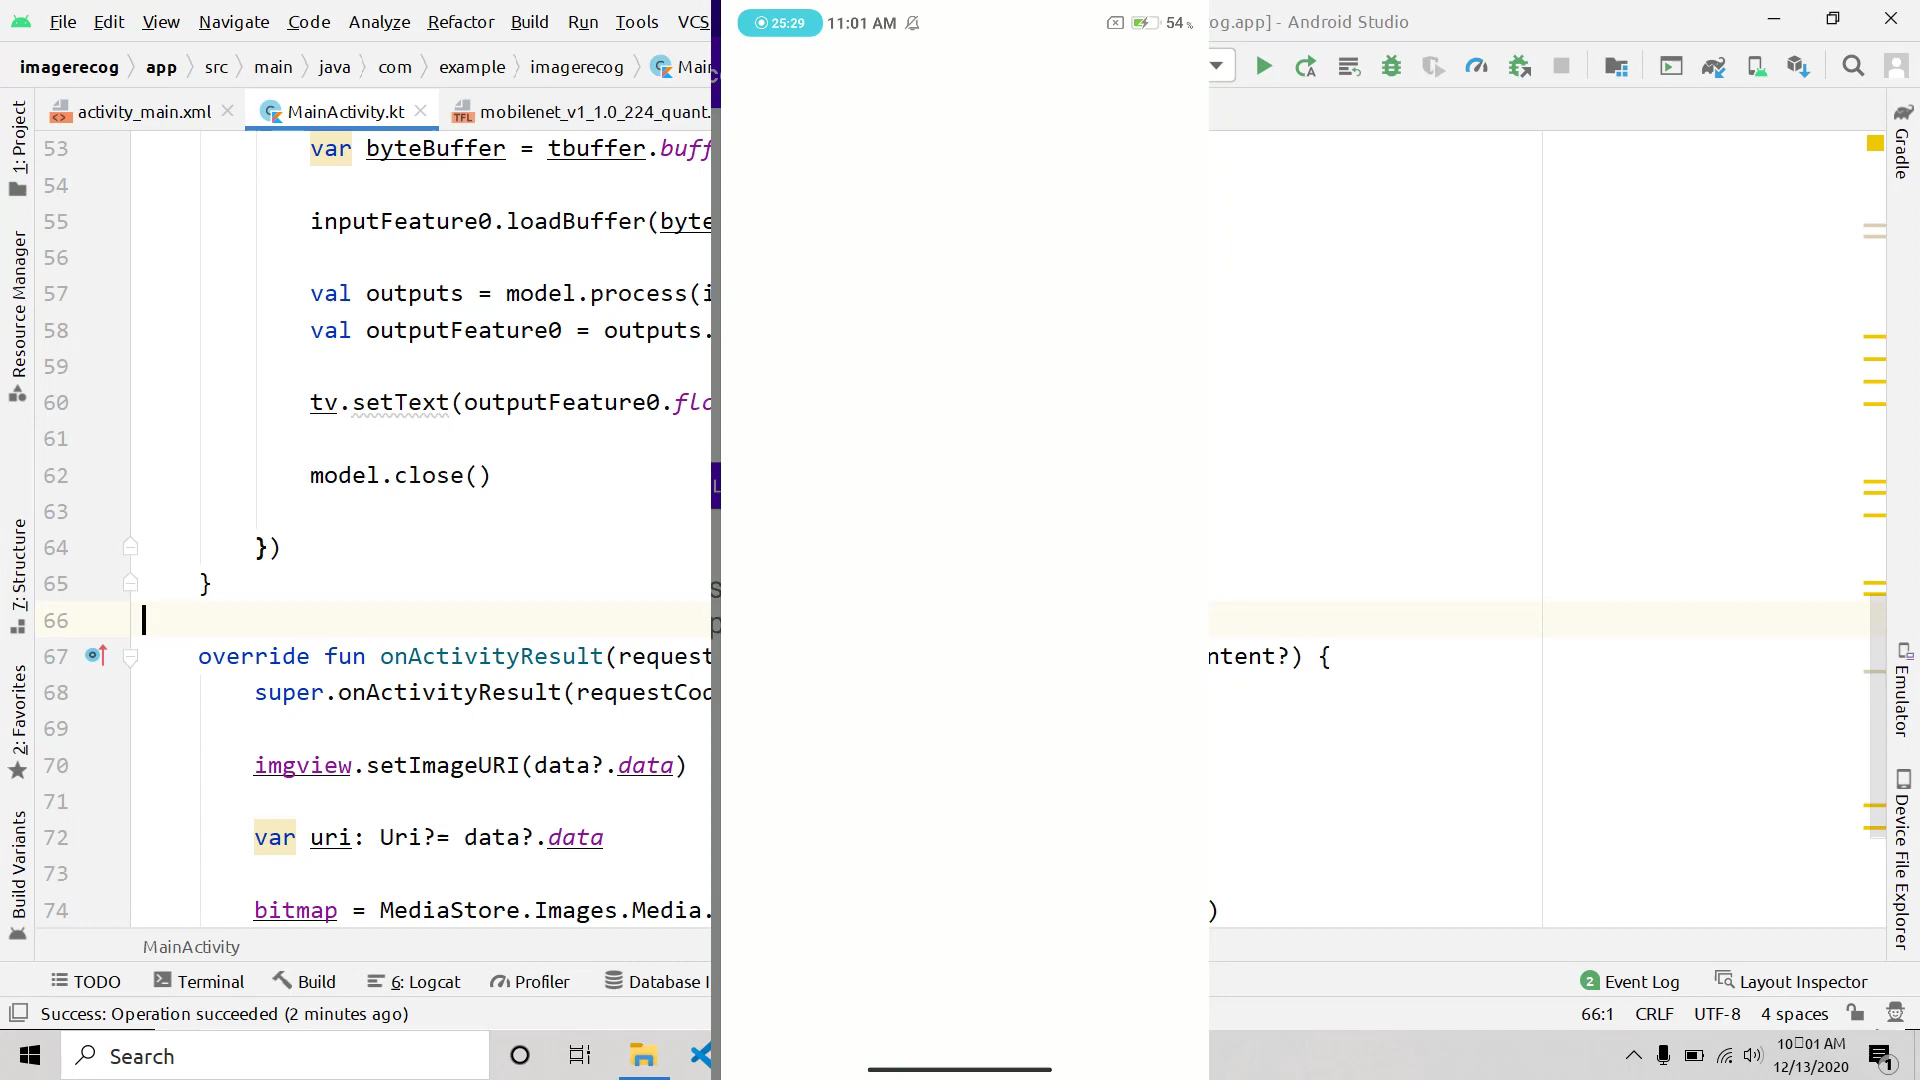 File Edit View Navigate Code Analyze Refactor Build Run Tools VCS
og.app] - Android Studio
25:29 11:01 AM 54 %
imagerecog app src main java com example imagerecog Main
activity_main.xml MainActivity.kt TFL mobilenet_v1_1.0_224_quant.
53 var byteBuffer = tbuffer.buff
54
55 inputFeature0.loadBuffer(byte
56
57 val outputs = model.process(i
58 val outputFeature0 = outputs.
59
60 tv.setText(outputFeature0.flo
61
62 model.close()
63
64 })
65 }
66
67 override fun onActivityResult(request
ntent?) {
68 super.onActivityResult(requestCod
69
70 imgview.setImageURI(data?.data)
71
72 var uri: Uri?= data?.data
73
74 bitmap = MediaStore.Images.Media.
)
1: Project
Resource Manager
7: Structure
2: Favorites
Build Variants
Gradle
Emulator
Device File Explorer
MainActivity
TODO Terminal Build 6: Logcat Profiler Database I
2 Event Log Layout Inspector
Success: Operation succeeded (2 minutes ago)
66:1 CRLF UTF-8 4 spaces
Search
10▯01 AM
12/13/2020
1